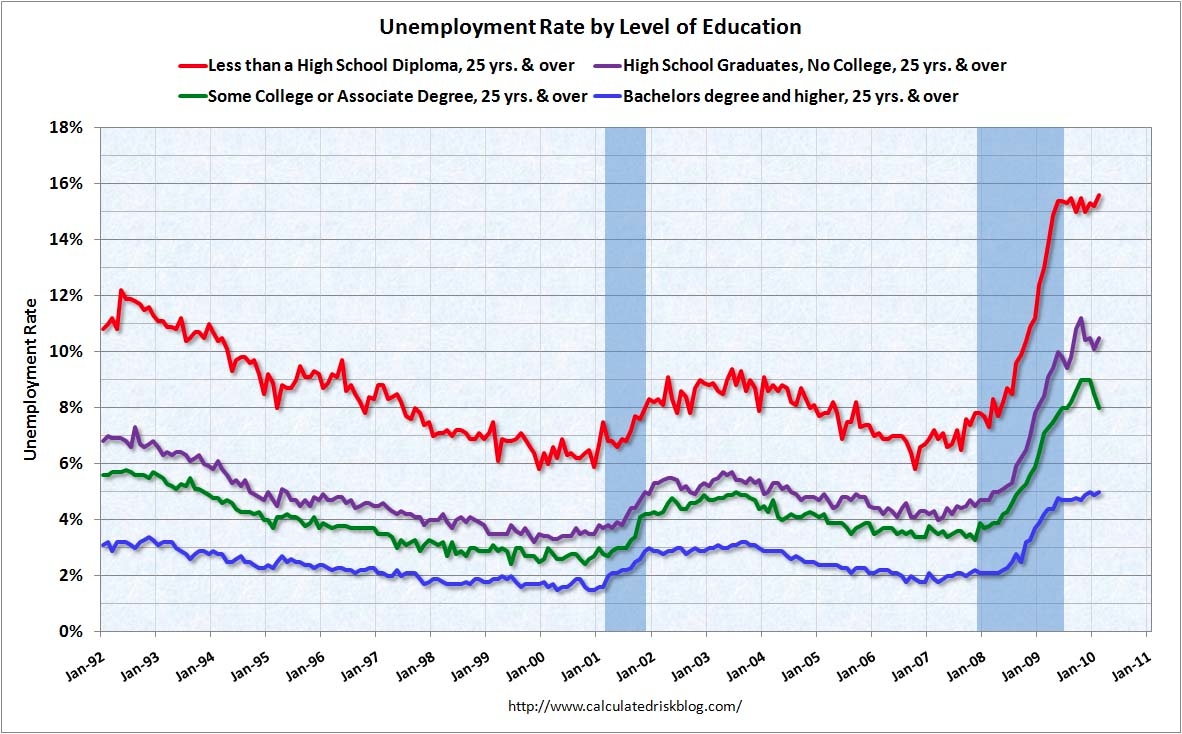 Unemployment Rate by Level of Education
Less than a High School Diploma, 25 yrs. & over
High School Graduates, No College, 25 yrs. & over
Some College or Associate Degree, 25 yrs. & over
Bachelors degree and higher, 25 yrs. & over
18%
16%
14%
12%
10%
8%
6%
4%
2%
0%
Unemployment Rate
Jan-92
Jan-93
Jan-94
Jan-95
Jan-96
Jan-97
Jan-98
Jan-99
Jan-00
Jan-01
Jan-02
Jan-03
Jan-04
Jan-05
Jan-06
Jan-07
Jan-08
Jan-09
Jan-10
Jan-11
http://www.calculatedriskblog.com/